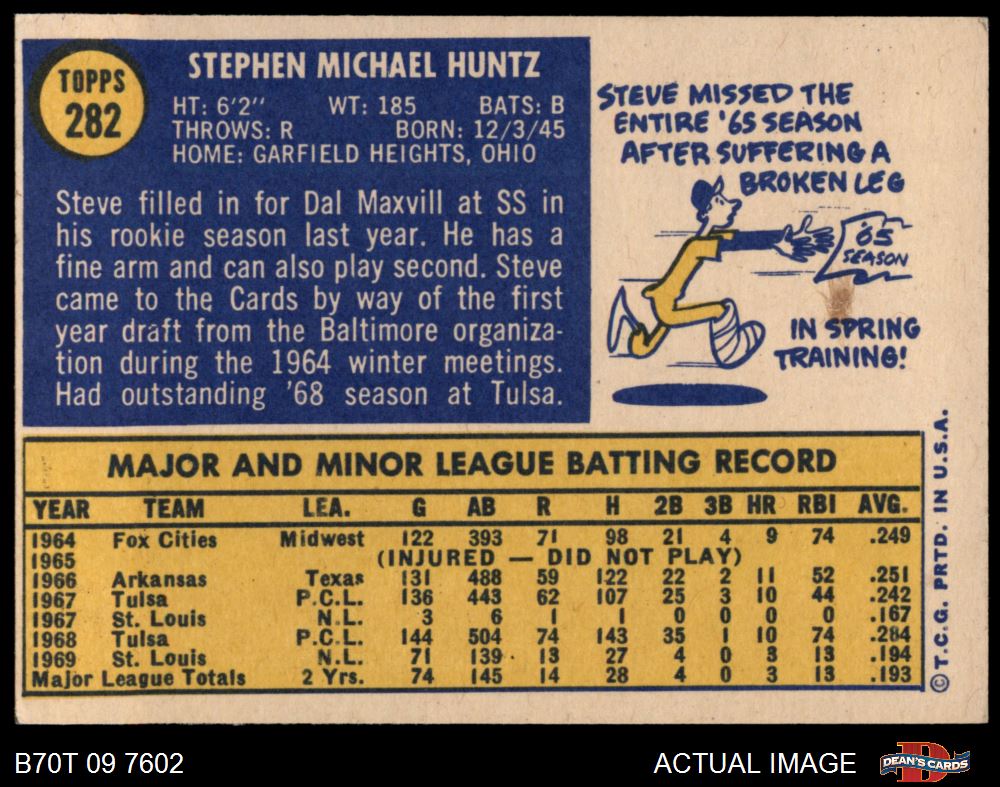 TOPPS
282
STEPHEN MICHAEL HUNTZ
HT: 6'2" WT: 185 BATS: B
THROWS: R BORN: 12/3/45
HOME: GARFIELD HEIGHTS, OHIO
Steve filled in for Dal Maxvill at SS in
his rookie season last year. He has a
fine arm and can also play second. Steve
came to the Cards by way of the first
year draft from the Baltimore organiza-
tion during the 1964 winter meetings.
Had outstanding '68 season at Tulsa.
STEVE MISSED THE
ENTIRE '65 SEASON
AFTER SUFFERING A
BROKEN LEG
'65
SEASON
IN SPRING
TRAINING!
MAJOR AND MINOR LEAGUE BATTING RECORD
YEAR TEAM LEA. G AB R H 2B 3B HR RBI AVG.
1964 Fox Cities Midwest 122 393 71 98 21 4 9 74 .249
1965 (INJURED — DID NOT PLAY)
1966 Arkansas Texas 131 488 59 122 22 2 11 52 .251
1967 Tulsa P.C.L. 136 443 62 107 25 3 10 44 .242
1967 St. Louis N.L. 3 6 1 1 0 0 0 0 .167
1968 Tulsa P.C.L. 144 504 74 143 35 1 10 74 .284
1969 St. Louis N.L. 71 139 13 27 4 0 3 13 .194
Major League Totals 2 Yrs. 74 145 14 28 4 0 3 13 .193
© T.C.G. PRTD. IN U.S.A.
B70T 09 7602
ACTUAL IMAGE
DEAN'S CARDS